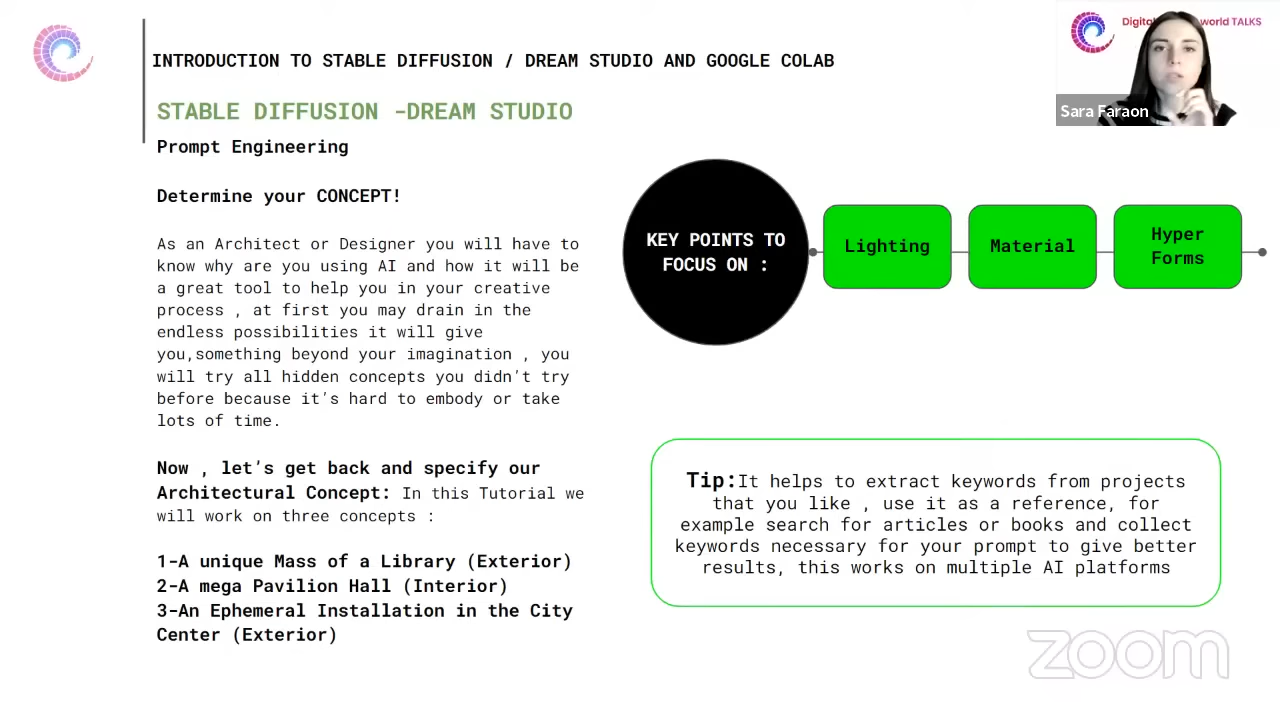 INTRODUCTION TO STABLE DIFFUSION / DREAM STUDIO AND GOOGLE COLAB
STABLE DIFFUSION -DREAM STUDIO
Prompt Engineering
Determine your CONCEPT!
As an Architect or Designer you will have to
know why are you using AI and how it will be
a great tool to help you in your creative
process , at first you may drain in the
endless possibilities it will give
you,something beyond your imagination , you
will try all hidden concepts you didn't try
before because it's hard to embody or take
lots of time.
Now , let's get back and specify our
Architectural Concept: In this Tutorial we
will work on three concepts :
1-A unique Mass of a Library (Exterior)
2-A mega Pavilion Hall (Interior)
3-An Ephemeral Installation in the City
Center (Exterior)
KEY POINTS TO
FOCUS ON :
Lighting
Material
Hyper
Forms
Tip:It helps to extract keywords from projects
that you like , use it as a reference, for
example search for articles or books and collect
keywords necessary for your prompt to give better
results, this works on multiple AI platforms
world TALKS
Sara Faraon
zoom